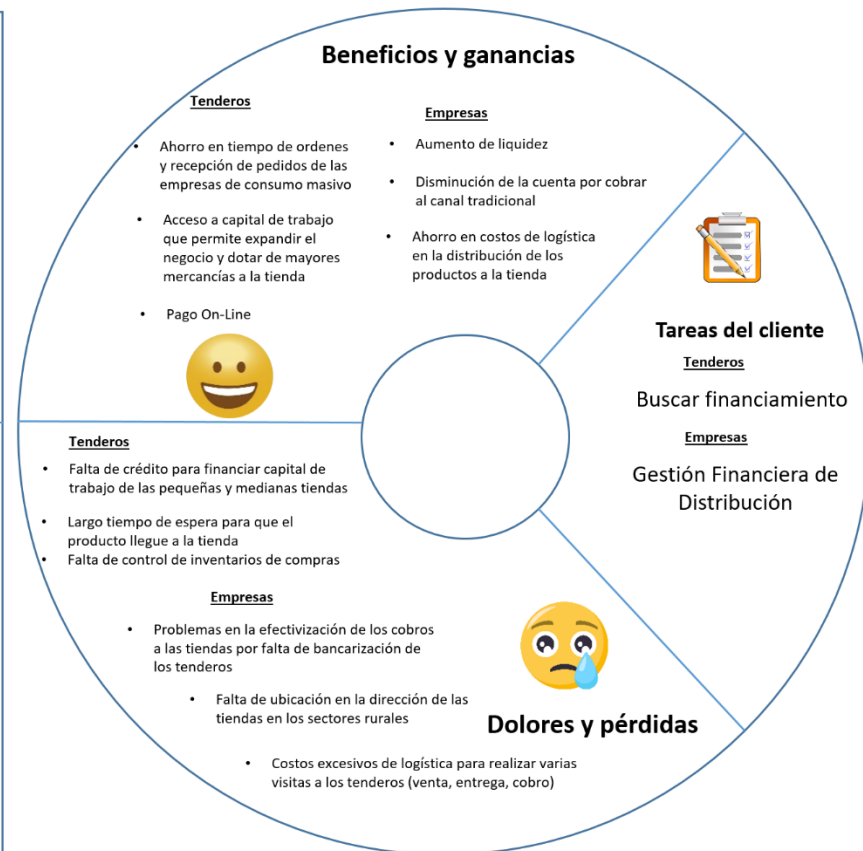 Beneficios y ganancias
Tenderos
• Ahorro en tiempo de ordenes
y recepción de pedidos de las
empresas de consumo masivo
• Acceso a capital de trabajo
que permite expandir el
negocio y dotar de mayores
mercancías a la tienda
• Pago On-Line
Empresas
• Aumento de liquidez
• Disminución de la cuenta por cobrar
al canal tradicional
• Ahorro en costos de logística
en la distribución de los
productos a la tienda
Tareas del cliente
Tenderos
Buscar financiamiento
Empresas
Gestión Financiera de
Distribución
Tenderos
• Falta de crédito para financiar capital de
trabajo de las pequeñas y medianas tiendas
• Largo tiempo de espera para que el
producto llegue a la tienda
• Falta de control de inventarios de compras
Empresas
• Problemas en la efectivización de los cobros
a las tiendas por falta de bancarización de
los tenderos
• Falta de ubicación en la dirección de las
tiendas en los sectores rurales
Dolores y pérdidas
• Costos excesivos de logística para realizar varias
visitas a los tenderos (venta, entrega, cobro)